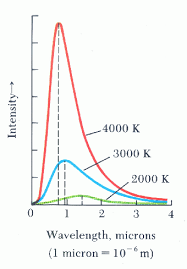 Intensity→
4000 K
3000 K
2000 K
0 1 2 3 4
Wavelength, microns
(1 micron = 10⁻⁶ m)